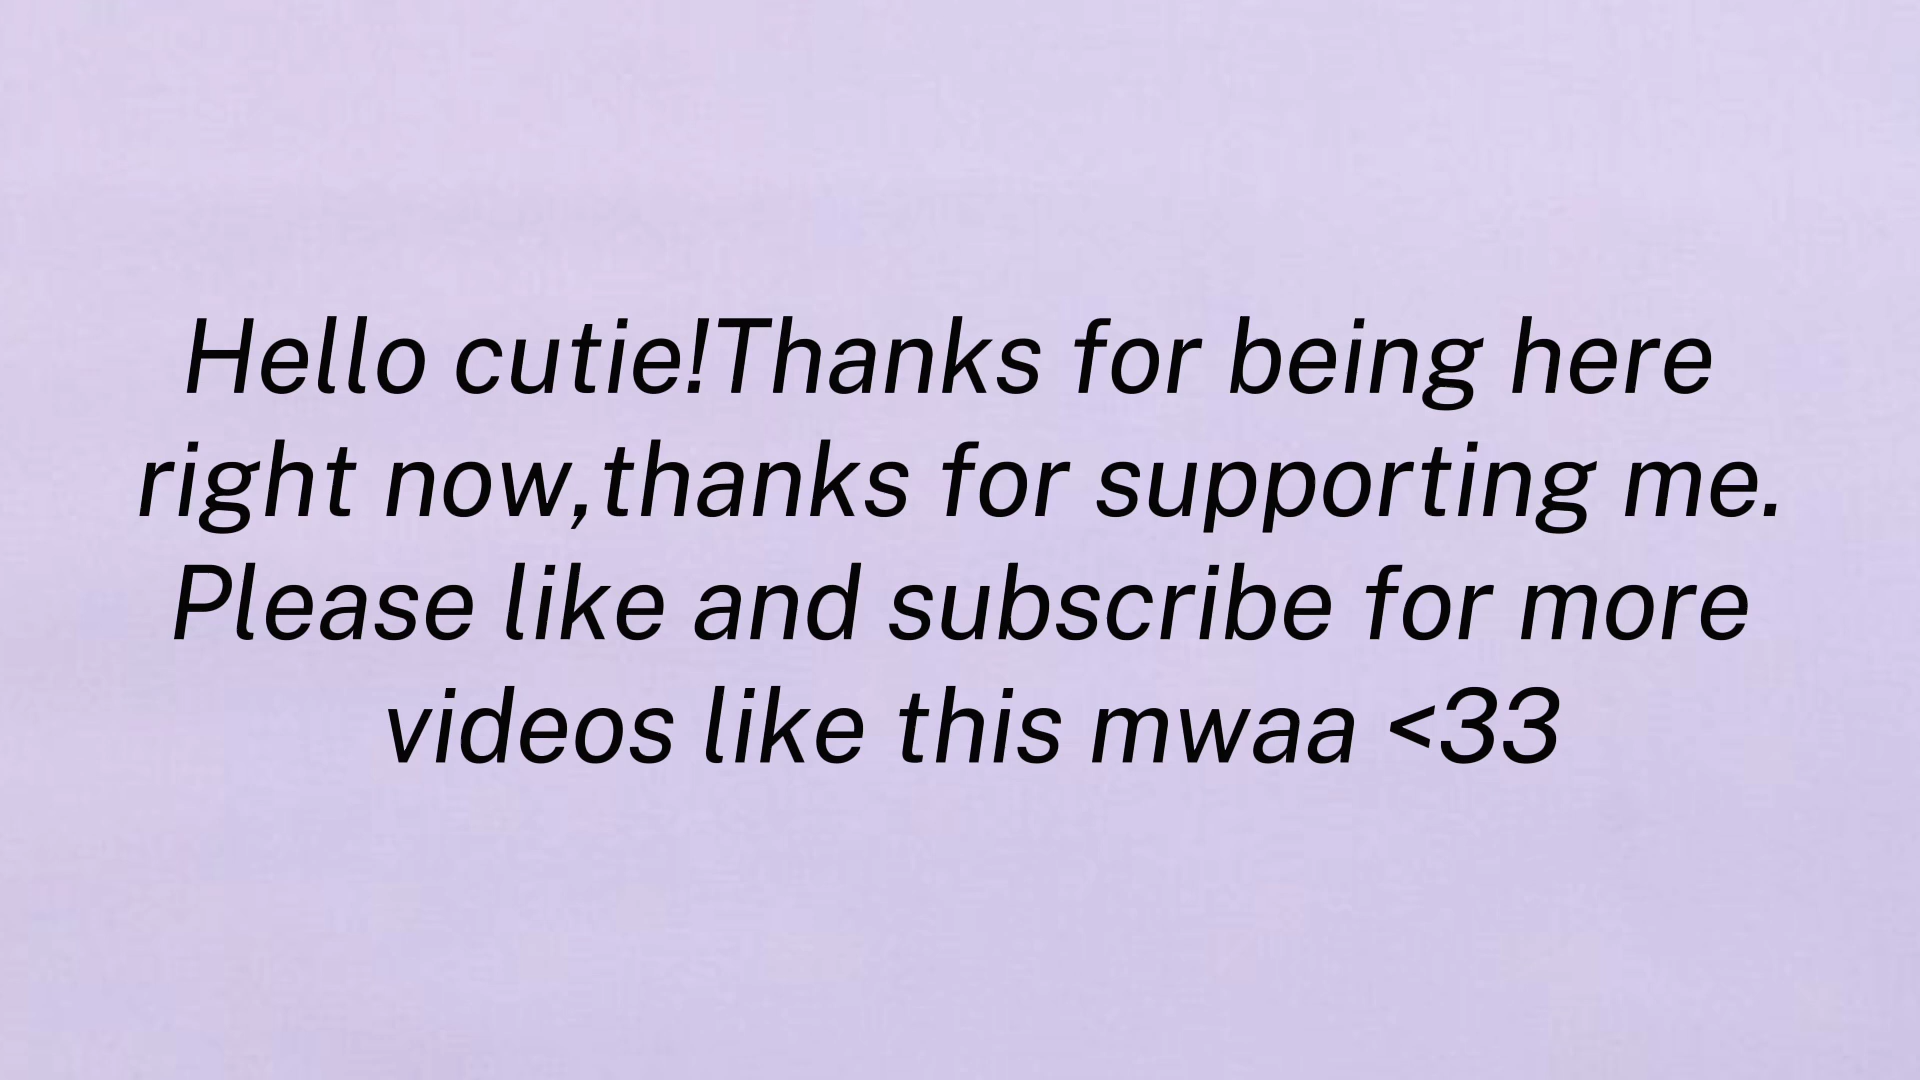 Hello cutie!Thanks for being here
right now,thanks for supporting me.
Please like and subscribe for more
videos like this mwaa <33